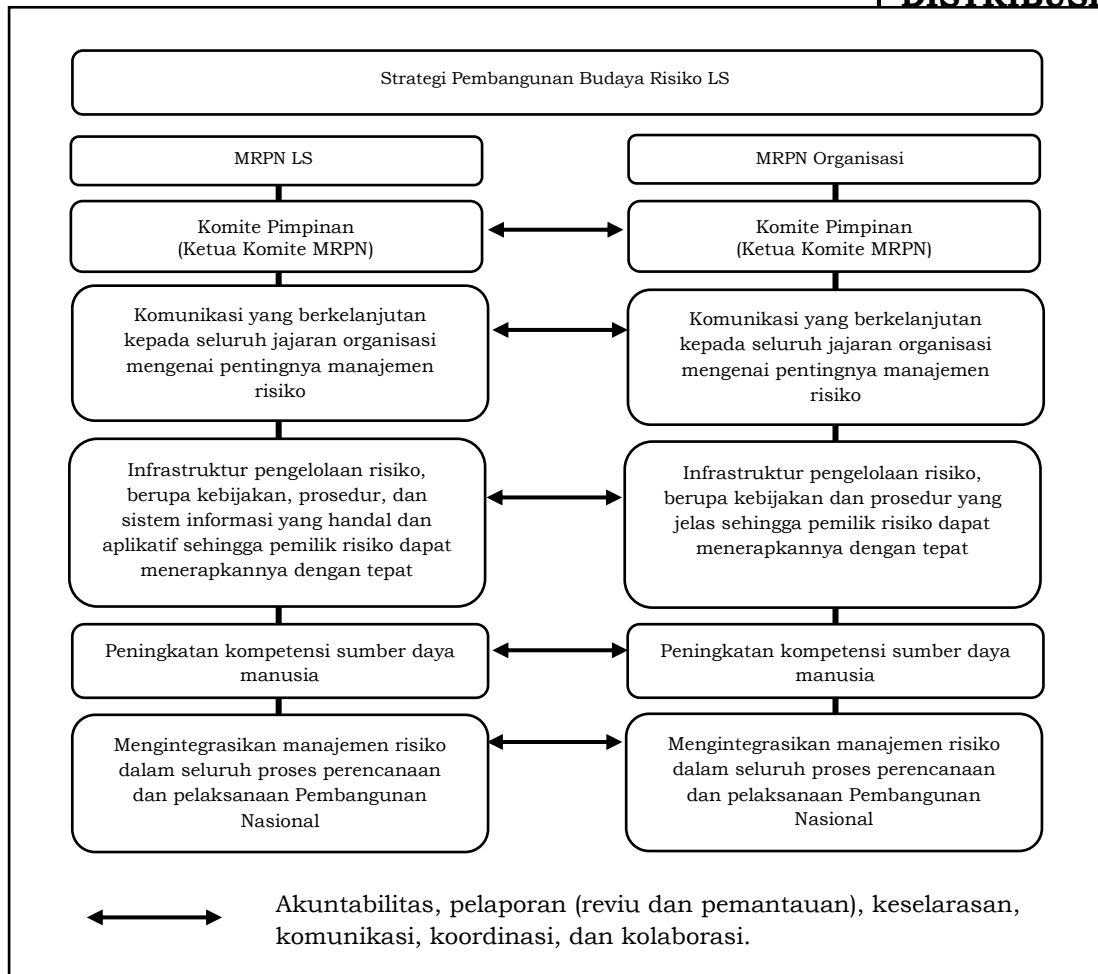 DISTRIBUSI
Strategi Pembangunan Budaya Risiko LS
MRPN LS
Komite Pimpinan
(Ketua Komite MRPN)
Komunikasi yang berkelanjutan
kepada seluruh jajaran organisasi
mengenai pentingnya manajemen
risiko
Infrastruktur pengelolaan risiko,
berupa kebijakan, prosedur, dan
sistem informasi yang handal dan
aplikatif sehingga pemilik risiko dapat
menerapkannya dengan tepat
Peningkatan kompetensi sumber daya
manusia
Mengintegrasikan manajemen risiko
dalam seluruh proses perencanaan
dan pelaksanaan Pembangunan
Nasional
MRPN Organisasi
Komite Pimpinan
(Ketua Komite MRPN)
Komunikasi yang berkelanjutan
kepada seluruh jajaran organisasi
mengenai pentingnya manajemen
risiko
Infrastruktur pengelolaan risiko,
berupa kebijakan dan prosedur yang
jelas sehingga pemilik risiko dapat
menerapkannya dengan tepat
Peningkatan kompetensi sumber daya
manusia
Mengintegrasikan manajemen risiko
dalam seluruh proses perencanaan
dan pelaksanaan Pembangunan
Nasional
Akuntabilitas, pelaporan (reviu dan pemantauan), keselarasan,
komunikasi, koordinasi, dan kolaborasi.